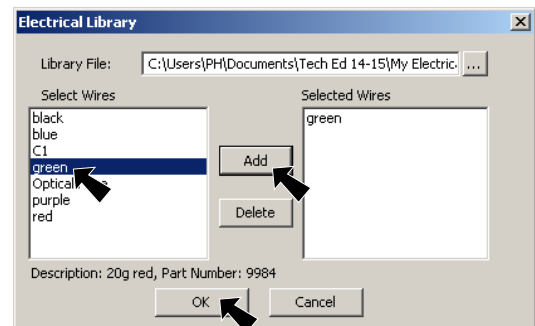 Electrical Library
Library File: C:\Users\PH\Documents\Tech Ed 14-15\My Electric ...
Select Wires
Selected Wires
black
blue
C1
green
Optical
purple
red
Add
Delete
green
Description: 20g red, Part Number: 9984
OK
Cancel